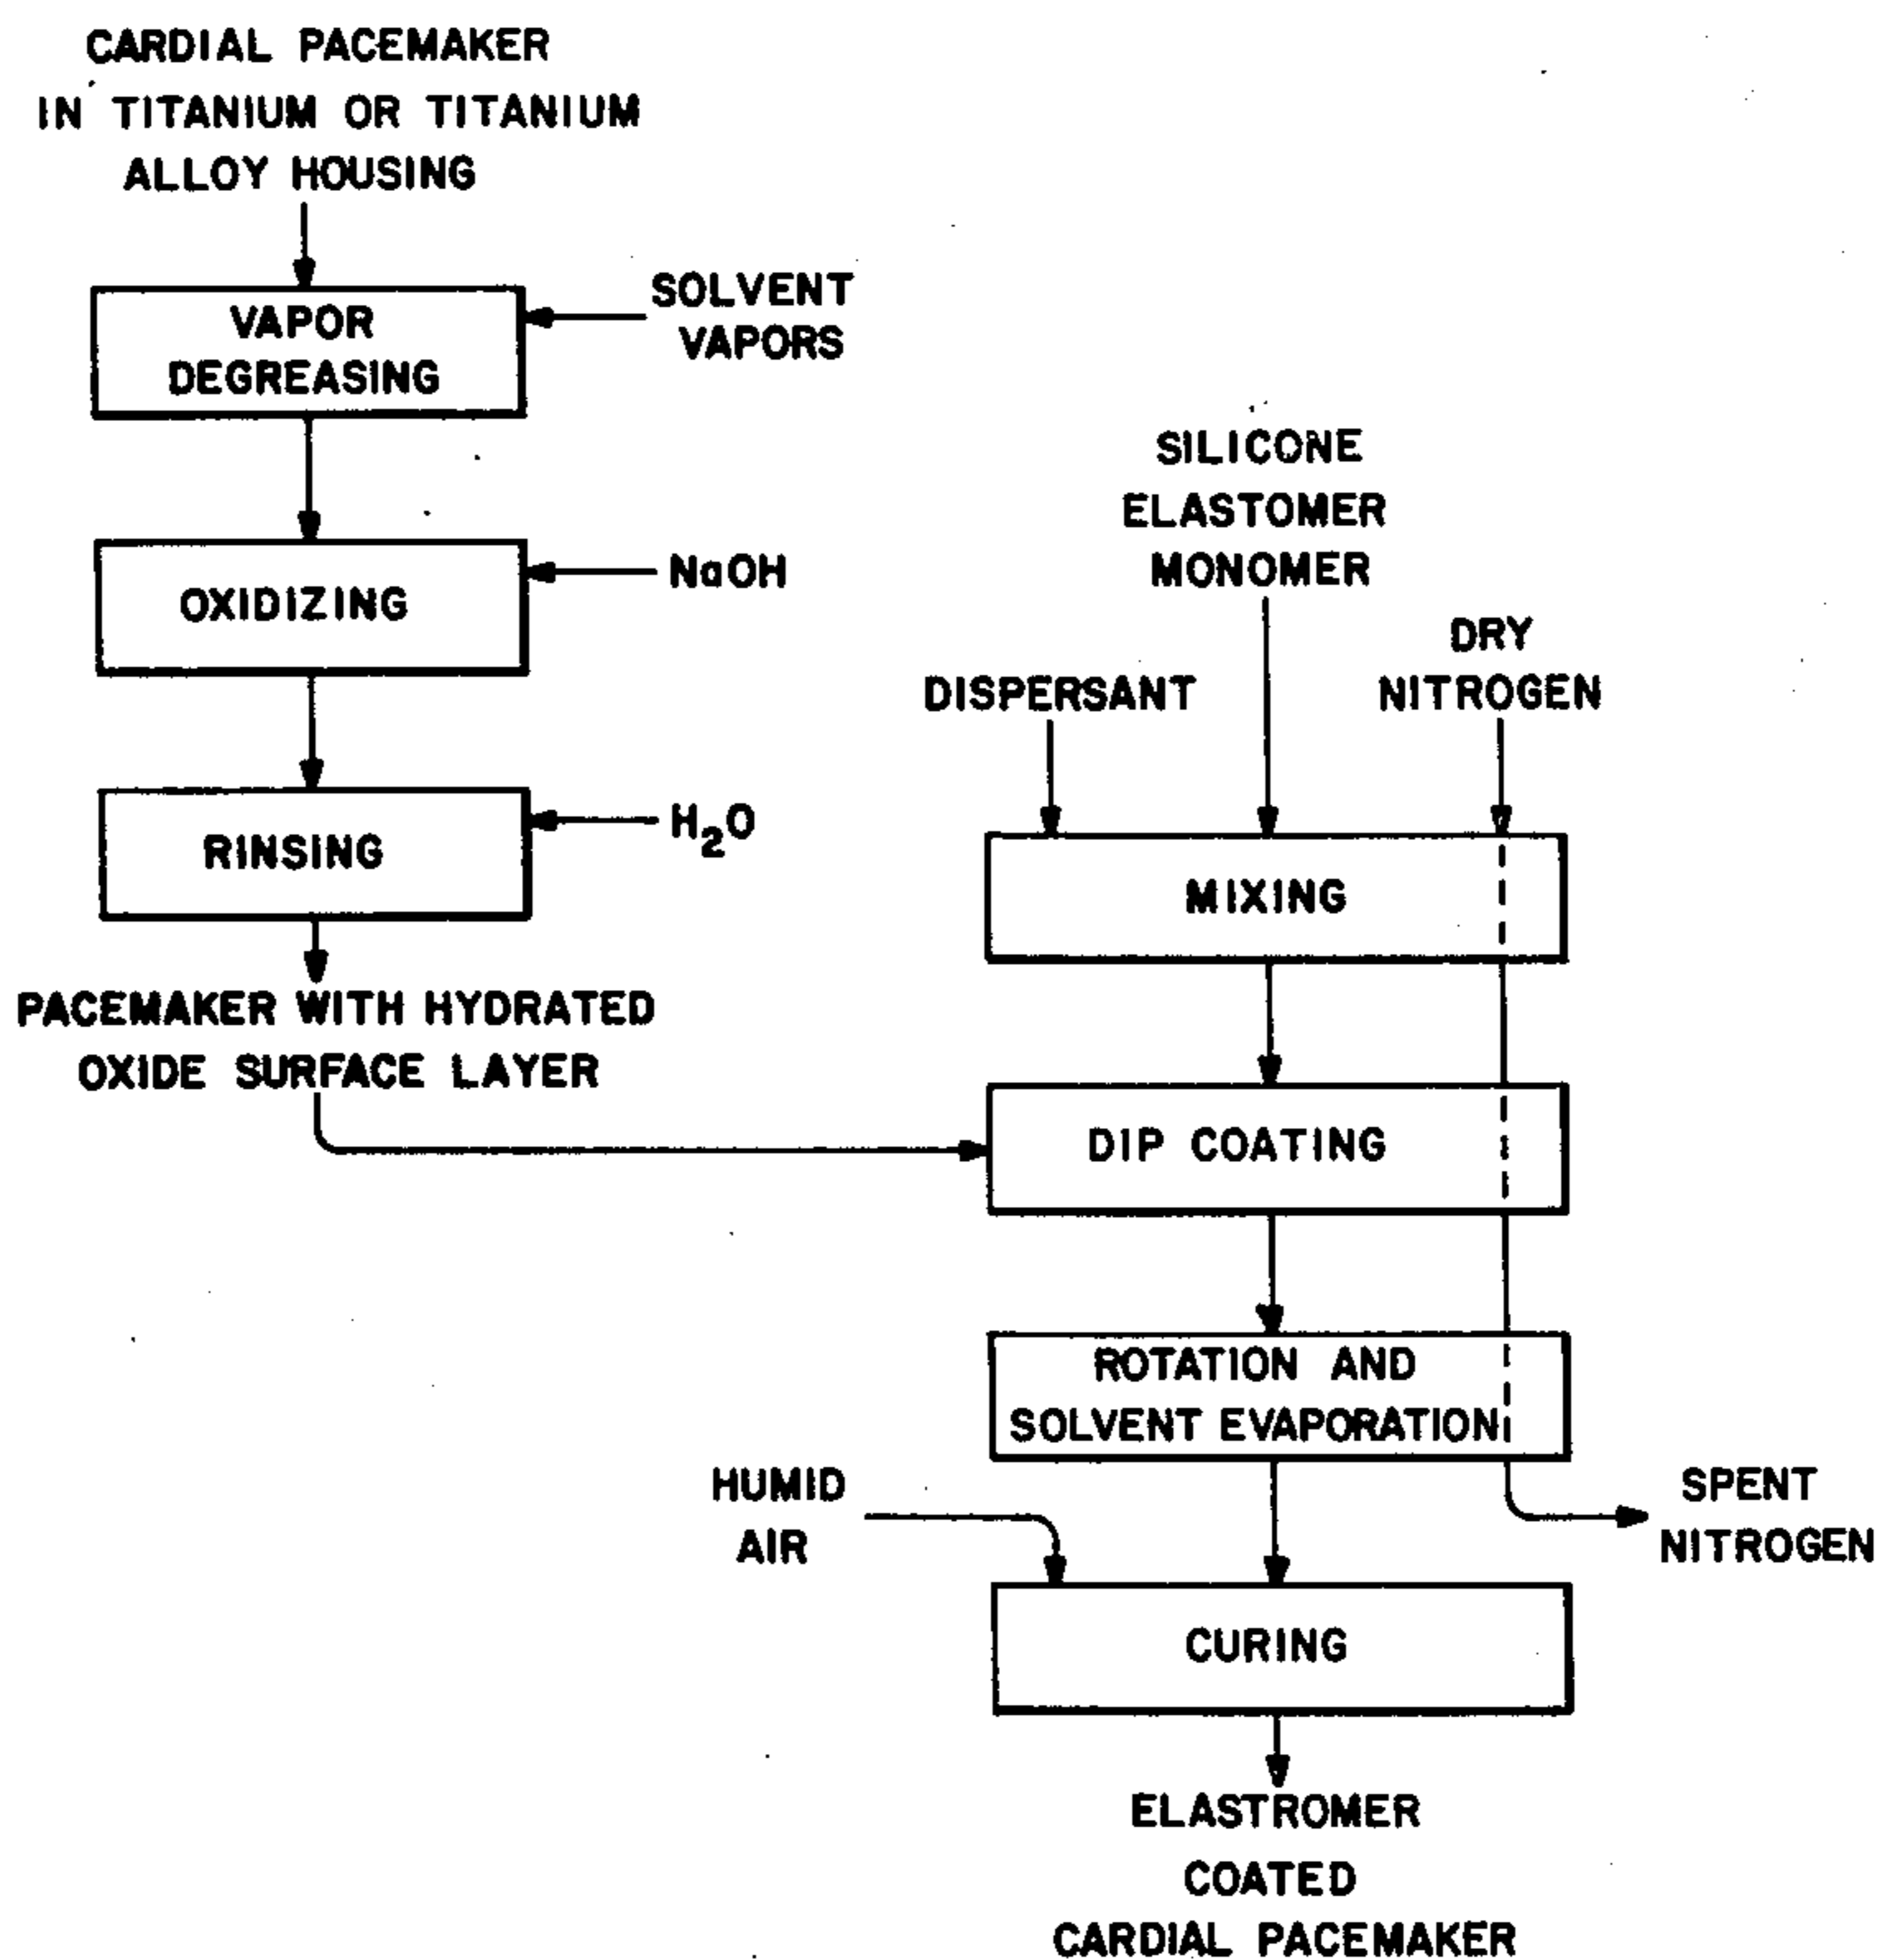 CARDIAL PACEMAKER
IN TITANIUM OR TITANIUM
ALLOY HOUSING
VAPOR
DEGREASING
SOLVENT
VAPORS
OXIDIZING
NaOH
RINSING
H₂O
PACEMAKER WITH HYDRATED
OXIDE SURFACE LAYER
SILICONE
ELASTOMER
MONOMER
DISPERSANT
DRY
NITROGEN
MIXING
DIP COATING
ROTATION AND
SOLVENT EVAPORATION
HUMID
AIR
SPENT
NITROGEN
CURING
ELASTROMER
COATED
CARDIAL PACEMAKER